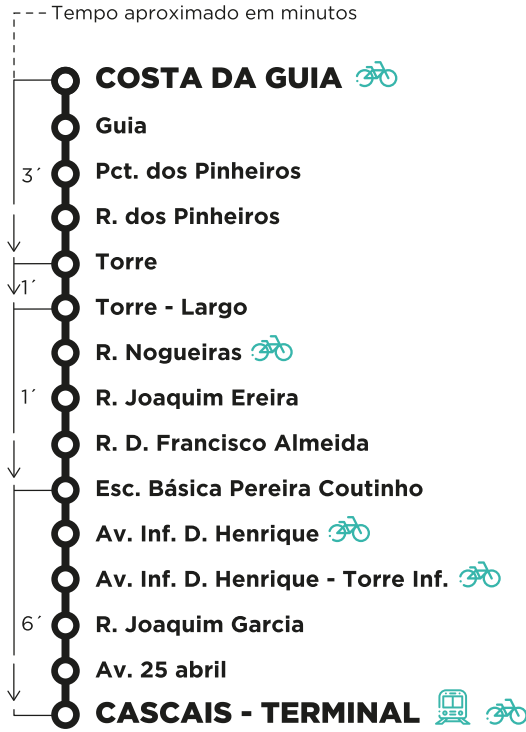 Tempo aproximado em minutos
COSTA DA GUIA
Guia
Pct. dos Pinheiros
3´
R. dos Pinheiros
Torre
1´
Torre - Largo
R. Nogueiras
R. Joaquim Ereira
1´
R. D. Francisco Almeida
Esc. Básica Pereira Coutinho
Av. Inf. D. Henrique
Av. Inf. D. Henrique - Torre Inf.
R. Joaquim Garcia
6´
Av. 25 abril
CASCAIS - TERMINAL